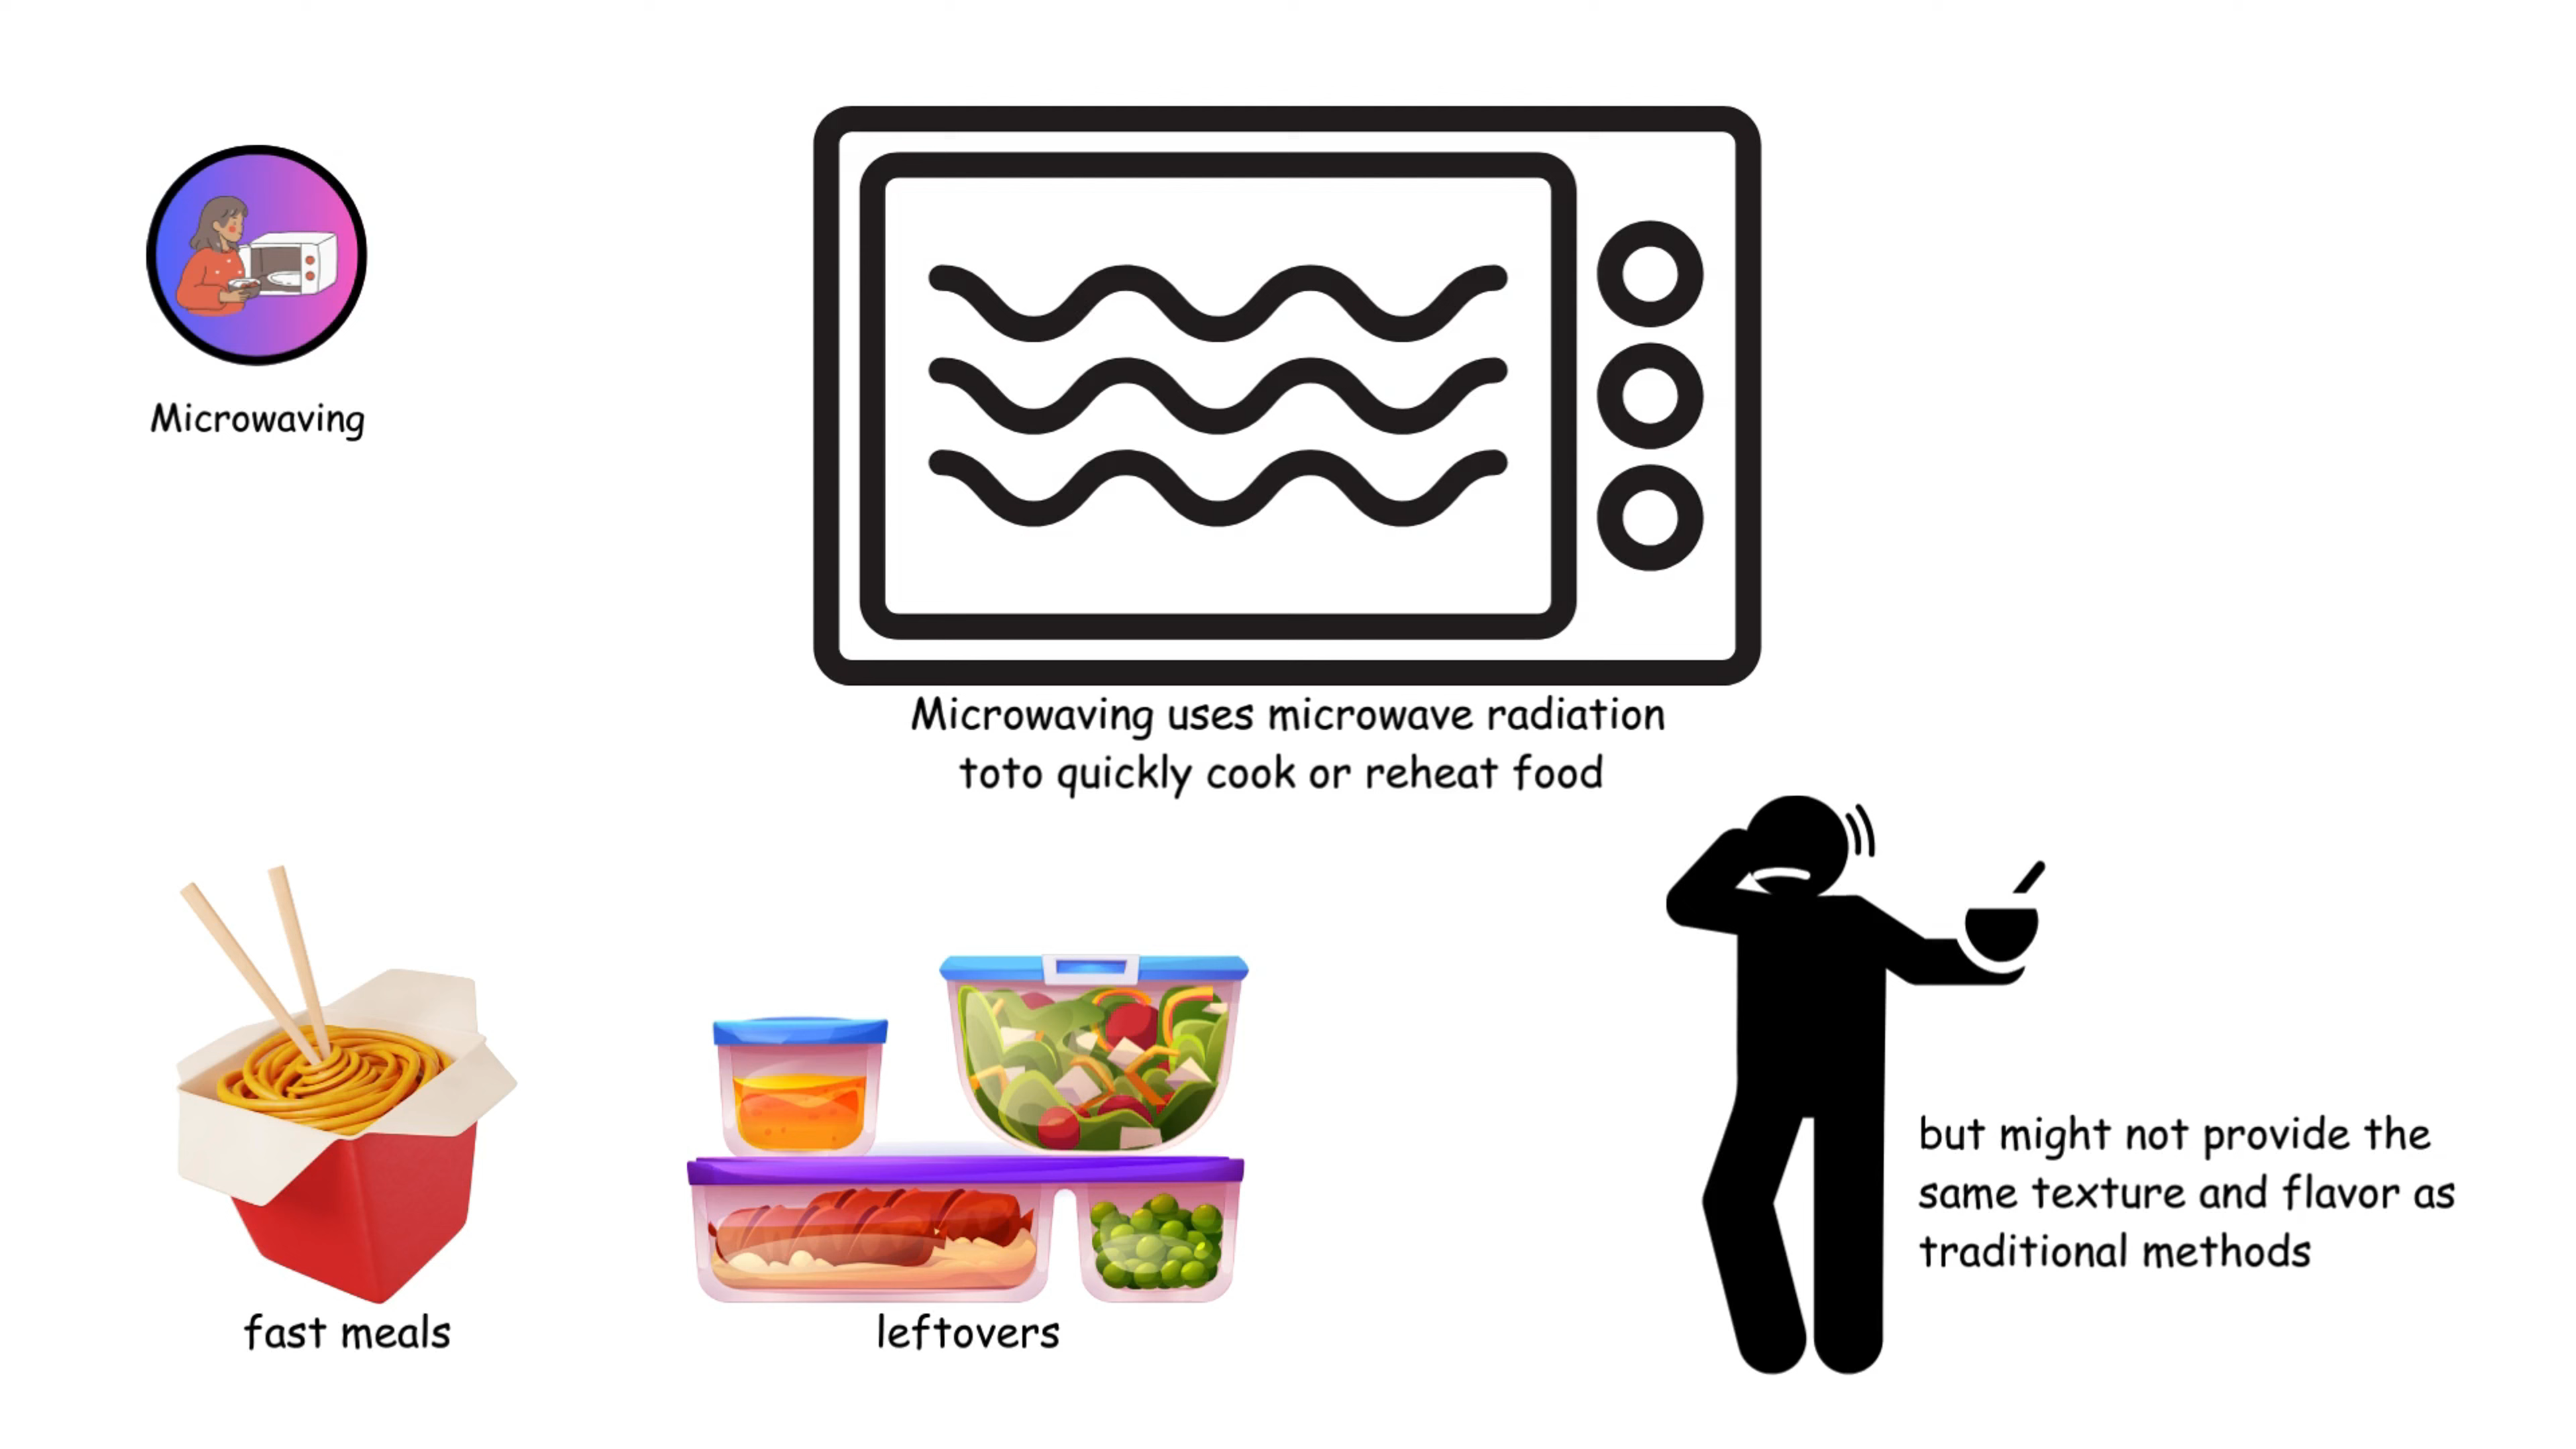 Microwaving
Microwaving uses microwave radiation
toto quickly cook or reheat food
fast meals
leftovers
but might not provide the
same texture and flavor as
traditional methods